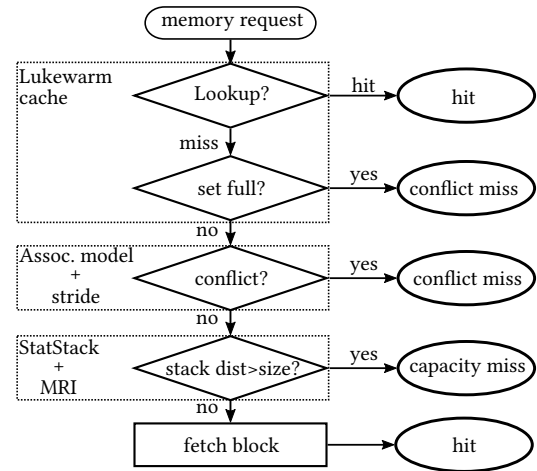 memory request
Lukewarm
cache
Lookup?
hit
hit
miss
set full?
yes
conflict miss
no
Assoc. model
+
stride
conflict?
yes
conflict miss
no
StatStack
+
MRI
stack dist>size?
yes
capacity miss
no
fetch block
hit